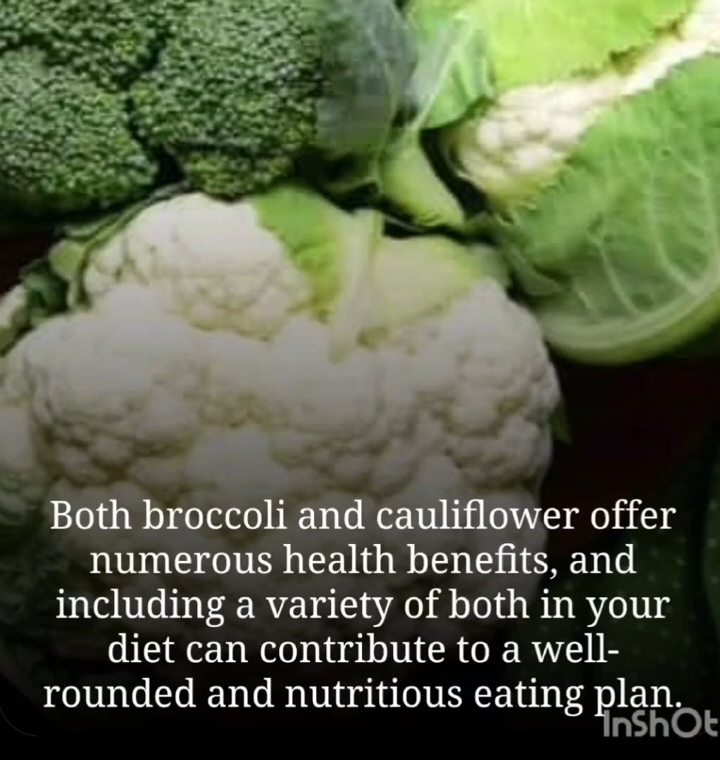 Both broccoli and cauliflower offer
numerous health benefits, and
including a variety of both in your
diet can contribute to a well-
rounded and nutritious eating plan.
InShOt